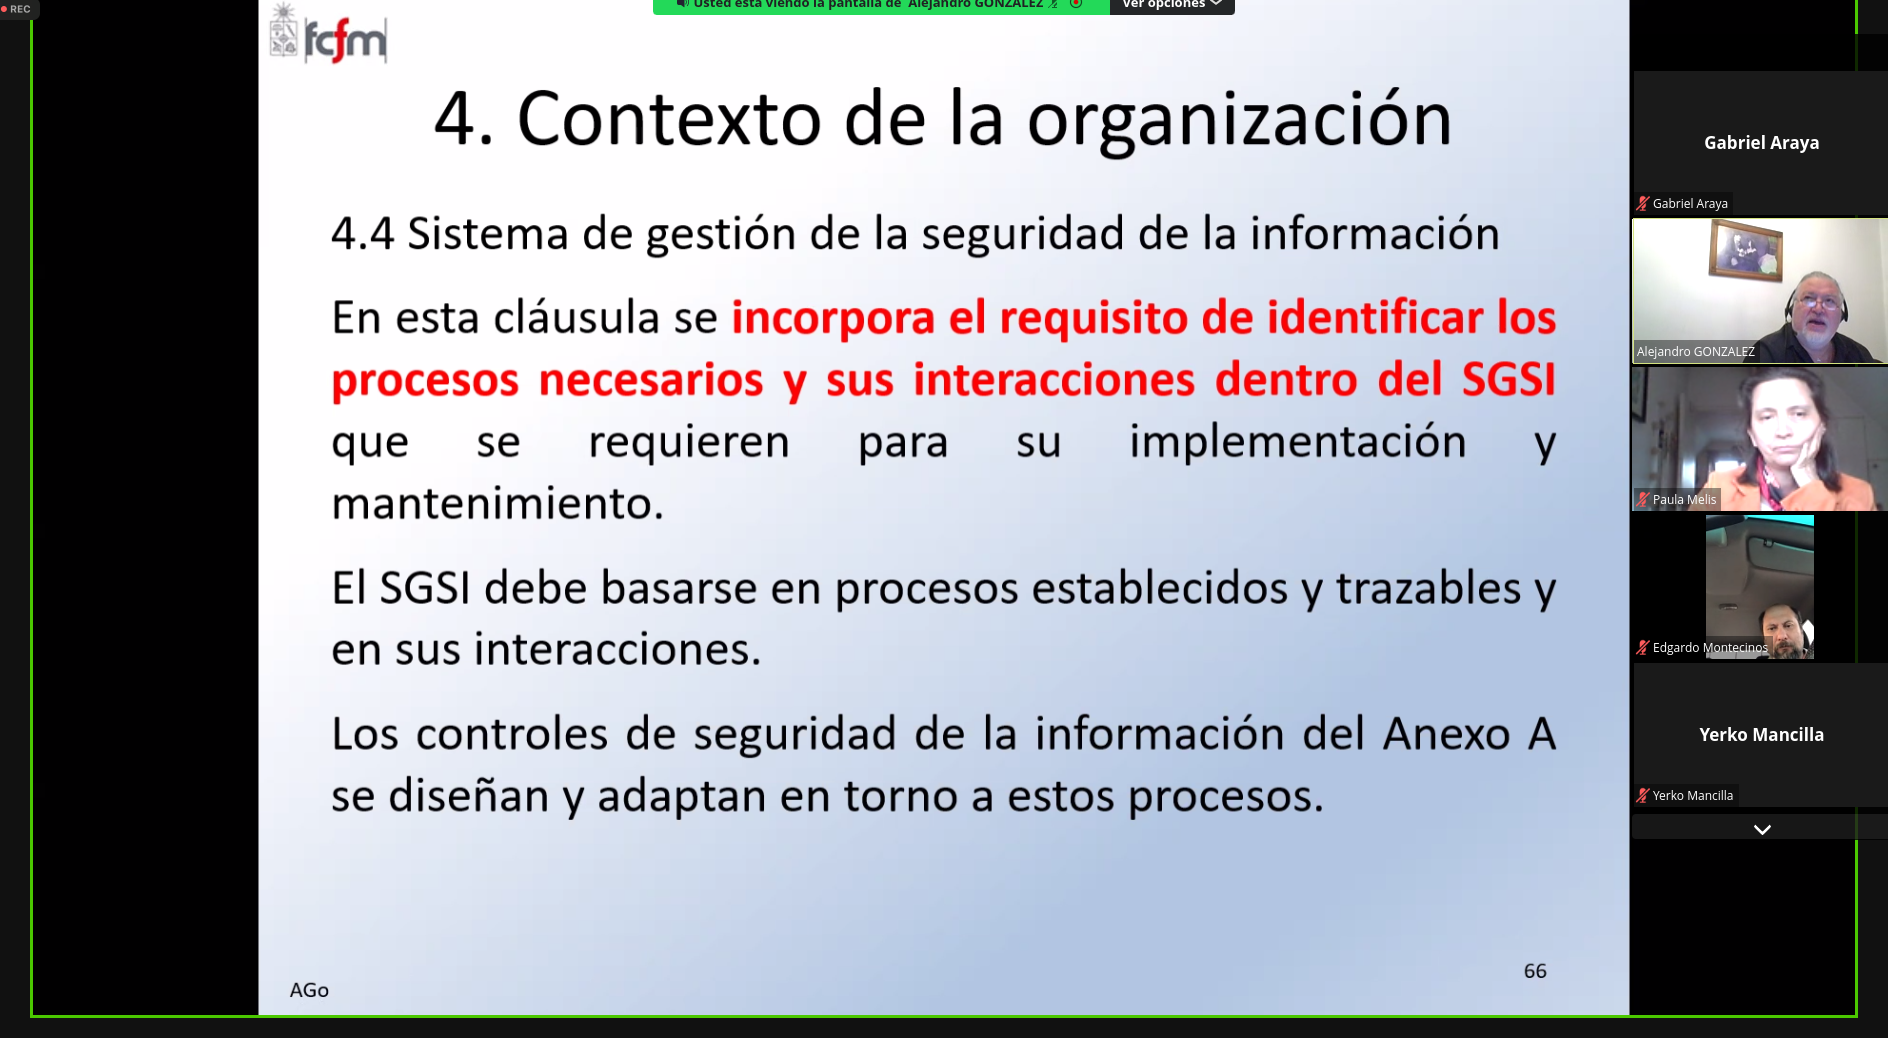 REC
Usted está viendo la pantalla de Alejandro GONZALEZ
Ver opciones
fcfm
4. Contexto de la organización
4.4 Sistema de gestión de la seguridad de la información
En esta cláusula se incorpora el requisito de identificar los
procesos necesarios y sus interacciones dentro del SGSI
que se requieren para su implementación y
mantenimiento.
El SGSI debe basarse en procesos establecidos y trazables y
en sus interacciones.
Los controles de seguridad de la información del Anexo A
se diseñan y adaptan en torno a estos procesos.
AGo
66
Gabriel Araya
Gabriel Araya
Alejandro GONZALEZ
Paula Melis
Edgardo Montecinos
Yerko Mancilla
Yerko Mancilla